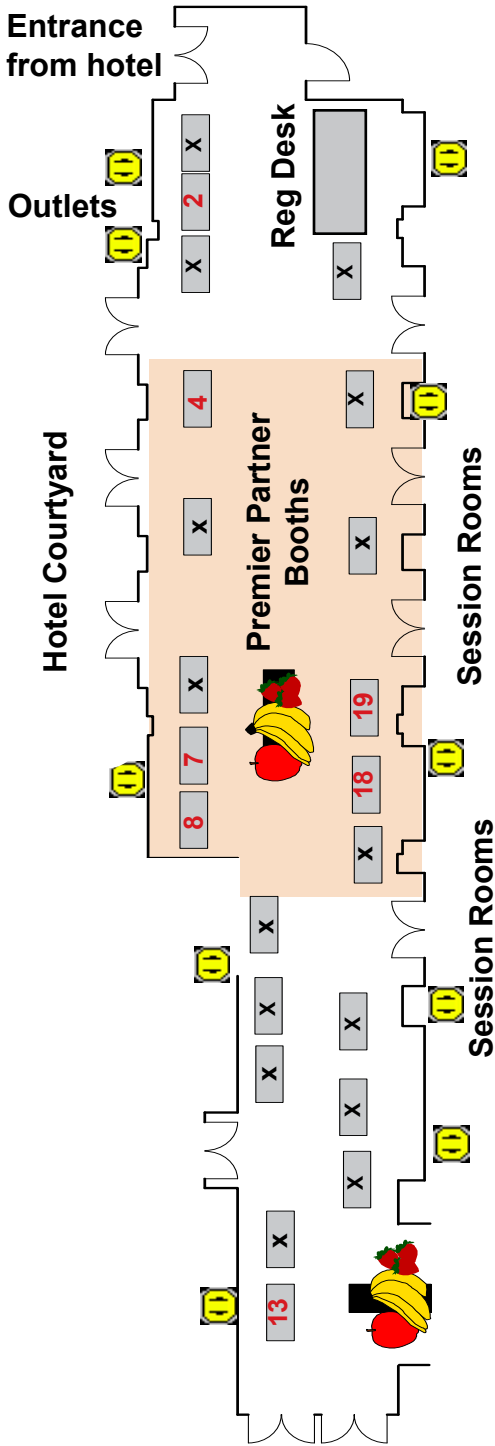 Entrance
from hotel
X
Outlets
2
Reg Desk
X
X
4
X
Hotel Courtyard
X
Premier Partner
Booths
X
Session Rooms
X
7
19
8
18
X
X
Session Rooms
X
X
X
X
X
X
13